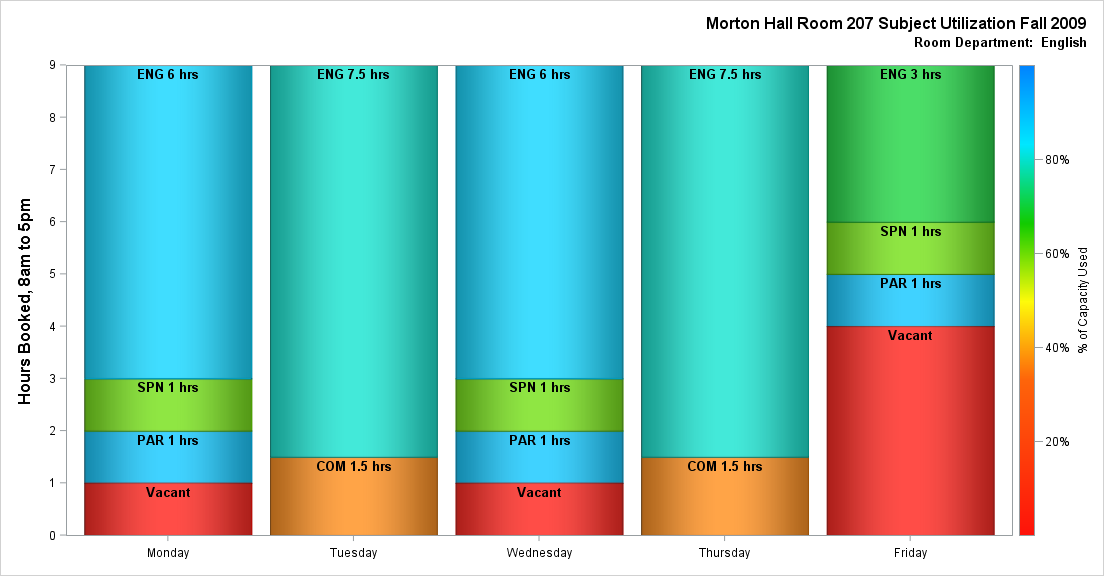 Morton Hall Room 207 Subject Utilization Fall 2009
Room Department: English
Hours Booked, 8am to 5pm
9
8
7
6
5
4
3
2
1
0
ENG 6 hrs
SPN 1 hrs
PAR 1 hrs
Vacant
ENG 7.5 hrs
COM 1.5 hrs
ENG 6 hrs
SPN 1 hrs
PAR 1 hrs
Vacant
ENG 7.5 hrs
COM 1.5 hrs
ENG 3 hrs
SPN 1 hrs
PAR 1 hrs
Vacant
Monday
Tuesday
Wednesday
Thursday
Friday
80%
60%
40%
20%
% of Capacity Used